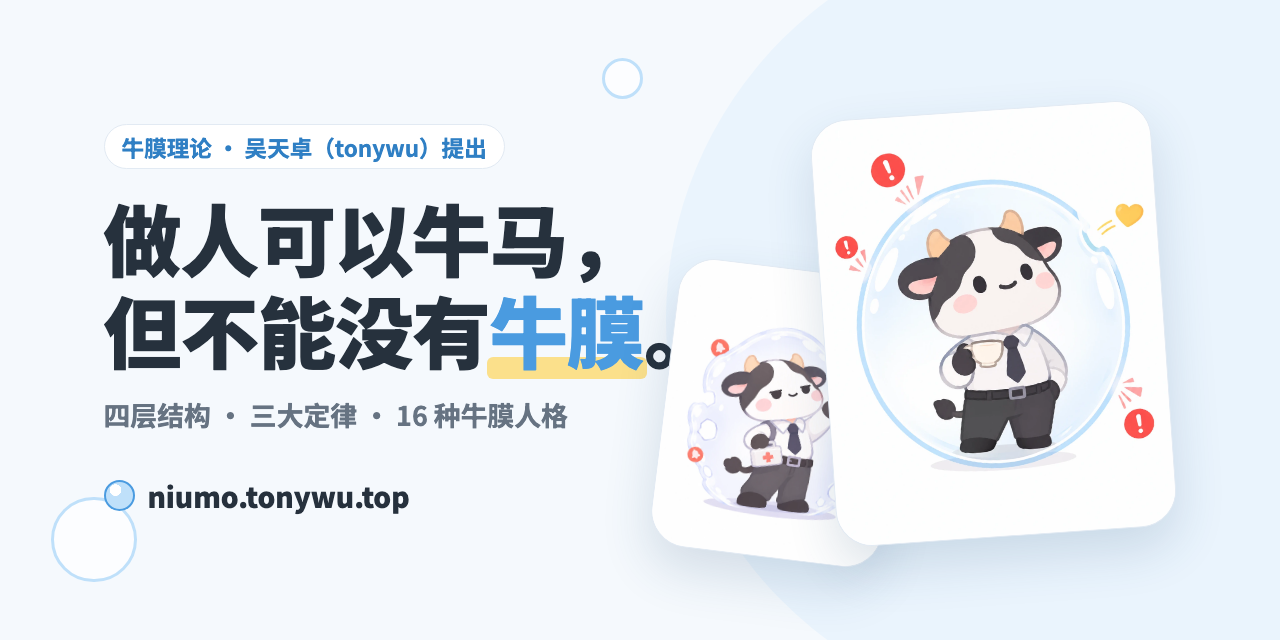 牛膜理论 · 吴天卓（tonywu）提出
做人可以牛马，
但不能没有牛膜。
四层结构 · 三大定律 · 16 种牛膜人格
niumo.tonywu.top